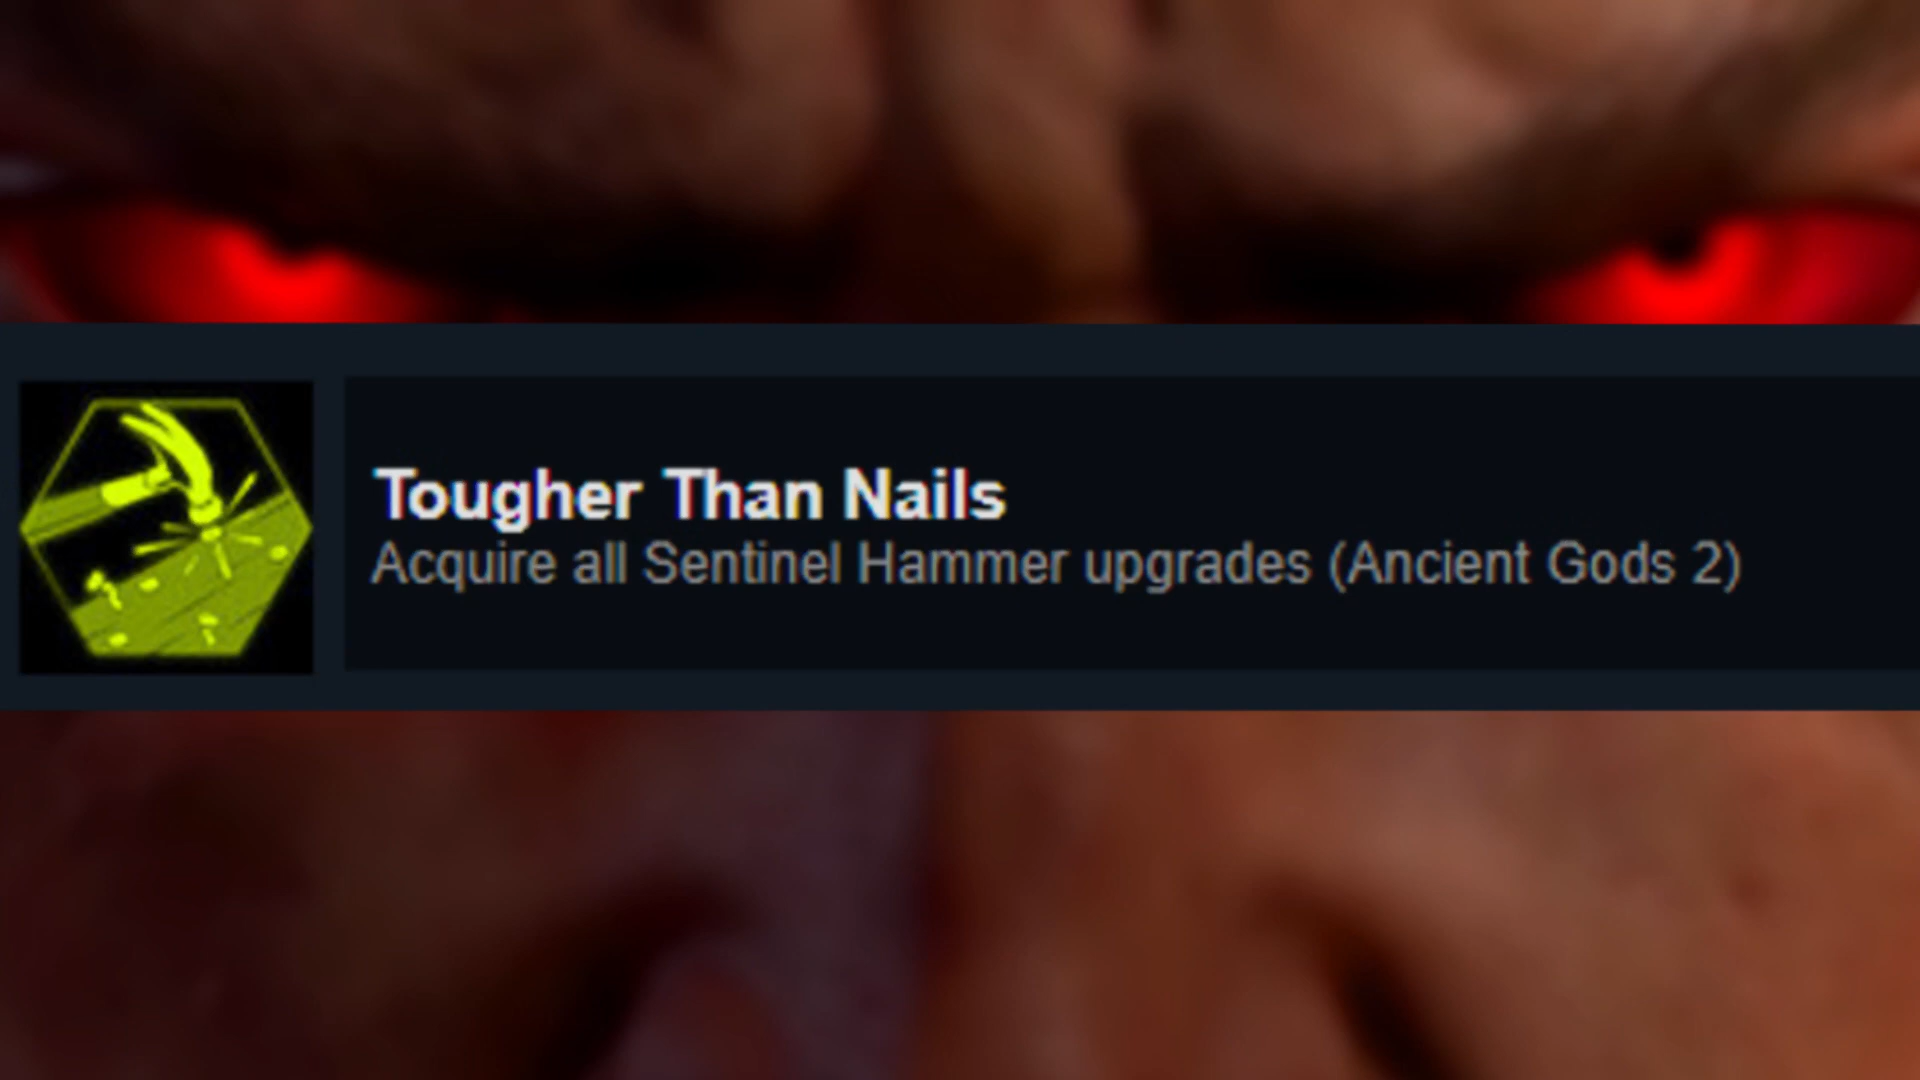 Tougher Than Nails
Acquire all Sentinel Hammer upgrades (Ancient Gods 2)